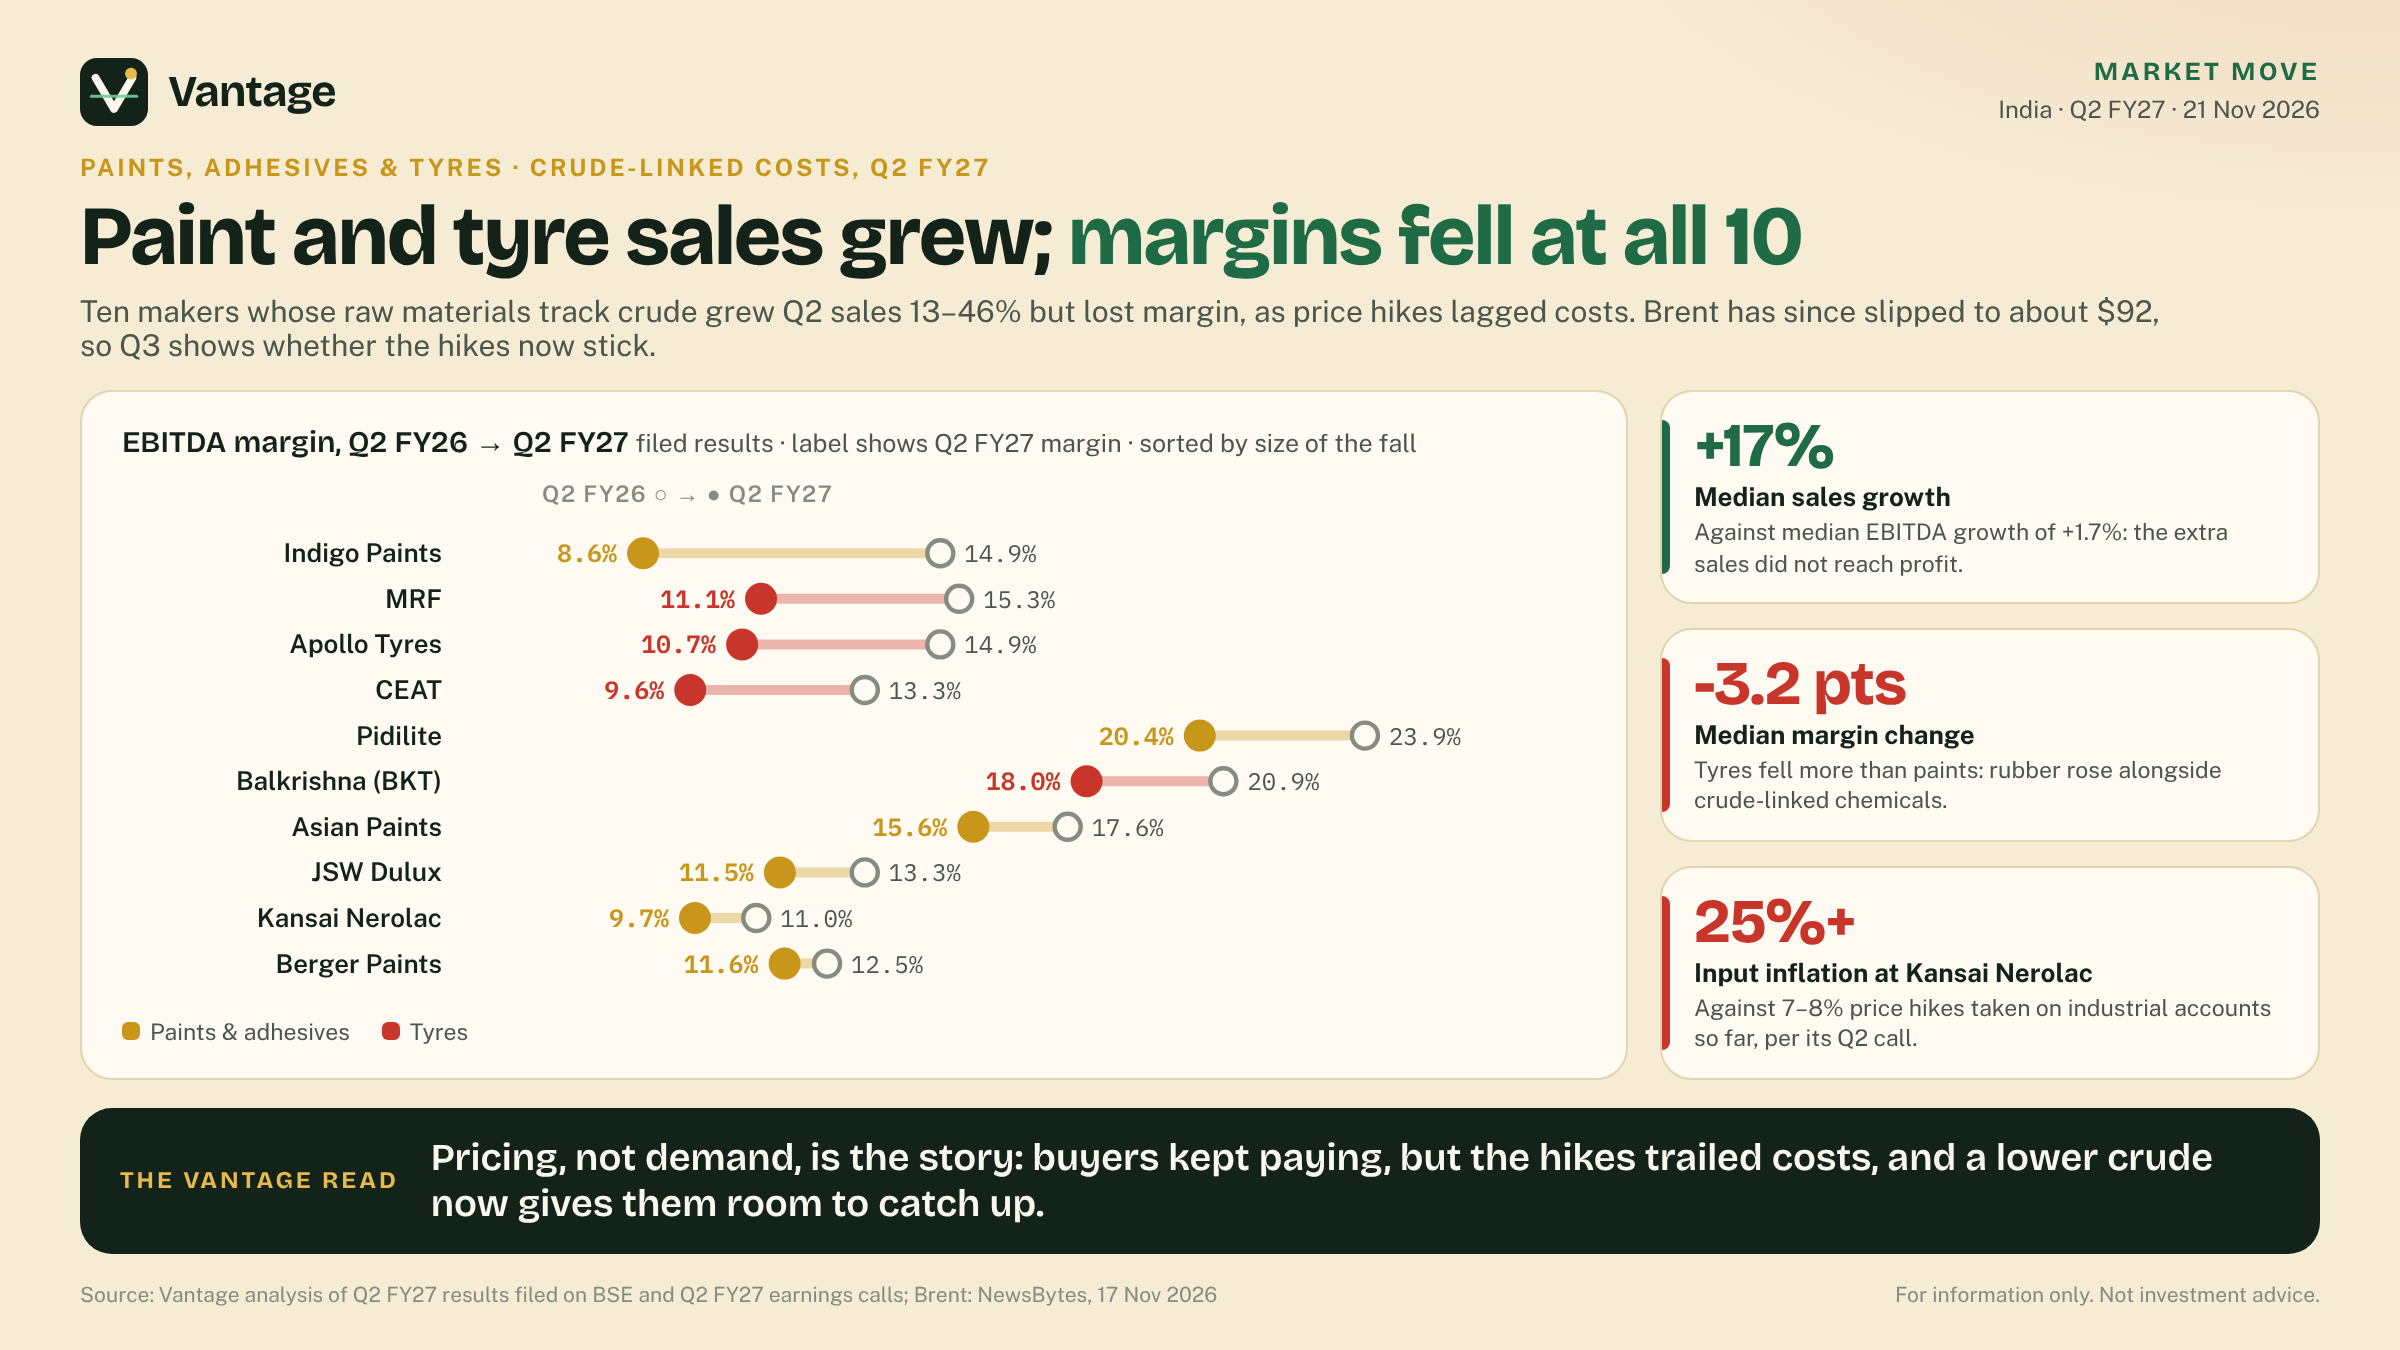 Vantage
MARKET MOVE
India · Q2 FY27 · 21 Nov 2026
PAINTS, ADHESIVES & TYRES · CRUDE-LINKED COSTS, Q2 FY27
Paint and tyre sales grew; margins fell at all 10
Ten makers whose raw materials track crude grew Q2 sales 13–46% but lost margin, as price hikes lagged costs. Brent has since slipped to about $92,
so Q3 shows whether the hikes now stick.
EBITDA margin, Q2 FY26 → Q2 FY27 filed results · label shows Q2 FY27 margin · sorted by size of the fall
Q2 FY26 ○ → ● Q2 FY27
Indigo Paints 8.6% 14.9%
MRF 11.1% 15.3%
Apollo Tyres 10.7% 14.9%
CEAT 9.6% 13.3%
Pidilite 20.4% 23.9%
Balkrishna (BKT) 18.0% 20.9%
Asian Paints 15.6% 17.6%
JSW Dulux 11.5% 13.3%
Kansai Nerolac 9.7% 11.0%
Berger Paints 11.6% 12.5%
Paints & adhesives Tyres
+17%
Median sales growth
Against median EBITDA growth of +1.7%: the extra
sales did not reach profit.
-3.2 pts
Median margin change
Tyres fell more than paints: rubber rose alongside
crude-linked chemicals.
25%+
Input inflation at Kansai Nerolac
Against 7–8% price hikes taken on industrial accounts
so far, per its Q2 call.
THE VANTAGE READ
Pricing, not demand, is the story: buyers kept paying, but the hikes trailed costs, and a lower crude
now gives them room to catch up.
Source: Vantage analysis of Q2 FY27 results filed on BSE and Q2 FY27 earnings calls; Brent: NewsBytes, 17 Nov 2026
For information only. Not investment advice.